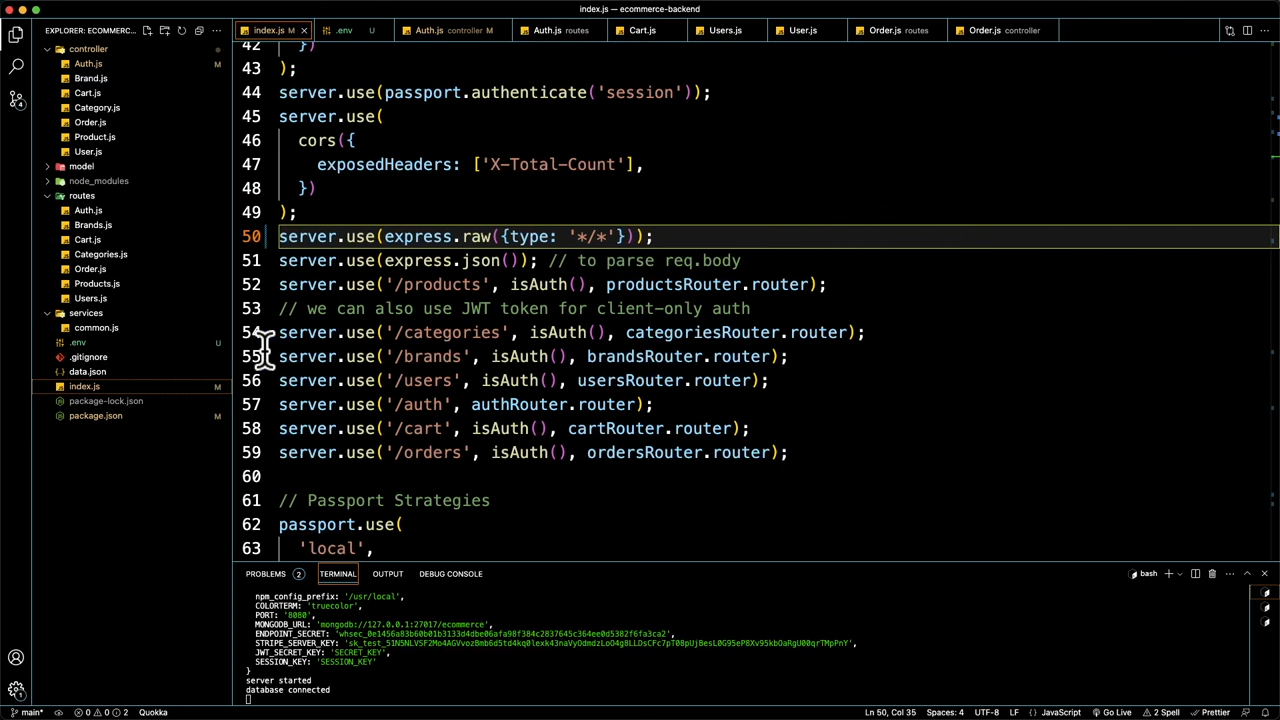 index.js — ecommerce-backend
EXPLORER: ECOMMERC...
index.js M
.env U
Auth.js controller M
Auth.js routes
Cart.js
Users.js
User.js
Order.js routes
Order.js controller
controller
Auth.js M
Brand.js
Cart.js
Category.js
Order.js
Product.js
User.js
model
node_modules
routes
Auth.js
Brands.js
Cart.js
Categories.js
Order.js
Products.js
Users.js
services
common.js
.env U
.gitignore
data.json
index.js M
package-lock.json
package.json M
42 })
43 );
44 server.use(passport.authenticate('session'));
45 server.use(
46 cors({
47 exposedHeaders: ['X-Total-Count'],
48 })
49 );
50 server.use(express.raw({type: '*/*'}));
51 server.use(express.json()); // to parse req.body
52 server.use('/products', isAuth(), productsRouter.router);
53 // we can also use JWT token for client-only auth
54 server.use('/categories', isAuth(), categoriesRouter.router);
55 server.use('/brands', isAuth(), brandsRouter.router);
56 server.use('/users', isAuth(), usersRouter.router);
57 server.use('/auth', authRouter.router);
58 server.use('/cart', isAuth(), cartRouter.router);
59 server.use('/orders', isAuth(), ordersRouter.router);
60
61 // Passport Strategies
62 passport.use(
63 'local',
PROBLEMS 2 TERMINAL OUTPUT DEBUG CONSOLE
bash
npm_config_prefix: '/usr/local',
COLORTERM: 'truecolor',
PORT: '8080',
MONGODB_URL: 'mongodb://127.0.0.1:27017/ecommerce',
ENDPOINT_SECRET:
STRIPE_SERVER_KEY:
JWT_SECRET_KEY: 'SECRET_KEY',
SESSION_KEY: 'SESSION_KEY'
}
server started
database connected
main* 0 0 2 Quokka
Ln 50, Col 35 Spaces: 4 UTF-8 LF { } JavaScript Go Live 2 Spell Prettier